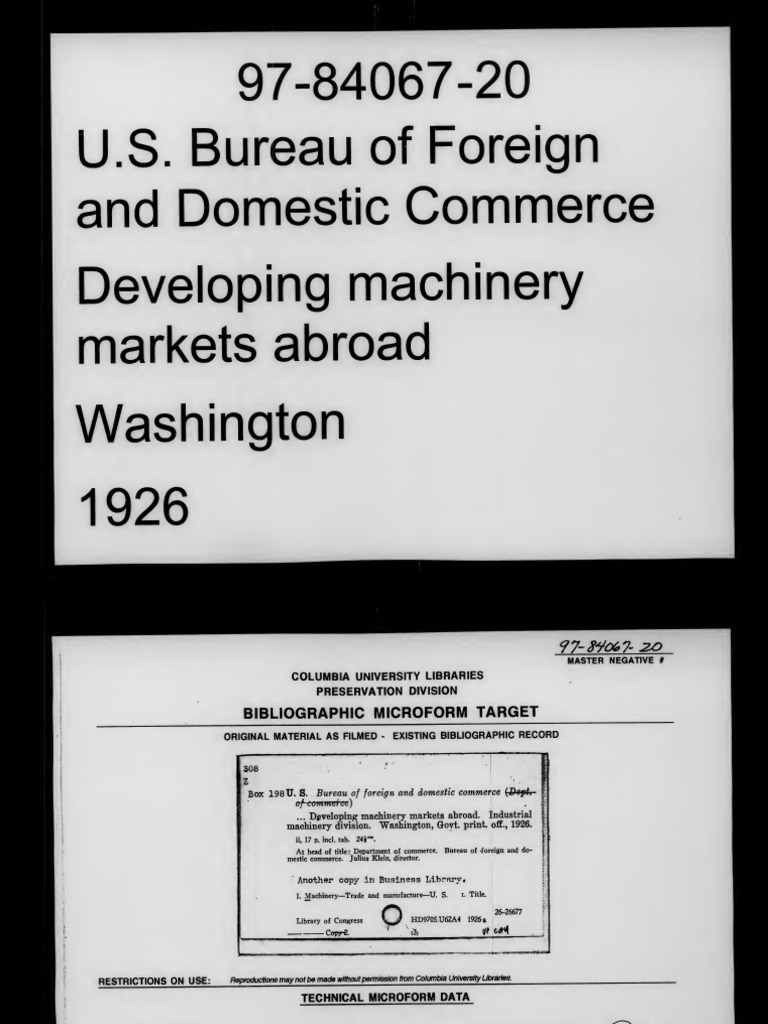 97-84067-20
U.S. Bureau of Foreign
and Domestic Commerce
Developing machinery
markets abroad
Washington
1926
97-84067-20
MASTER NEGATIVE #
COLUMBIA UNIVERSITY LIBRARIES
PRESERVATION DIVISION
BIBLIOGRAPHIC MICROFORM TARGET
ORIGINAL MATERIAL AS FILMED - EXISTING BIBLIOGRAPHIC RECORD
308
Z
Box 198 U. S. Bureau of foreign and domestic commerce (Dept.
of commerce)
... Developing machinery markets abroad. Industrial
machinery division. Washington, Govt. print. off., 1926.
ii, 17 p. incl. tab. 24½ᶜᵐ.
At head of title: Department of commerce. Bureau of foreign and do-
mestic commerce. Julius Klein, director.
Another copy in Business Library.
1. Machinery—Trade and manufacture—U. S. I. Title.
26-26677
Library of Congress HD9705.U62A4 1926a
Copy 2.
RESTRICTIONS ON USE: Reproductions may not be made without permission from Columbia University Libraries.
TECHNICAL MICROFORM DATA